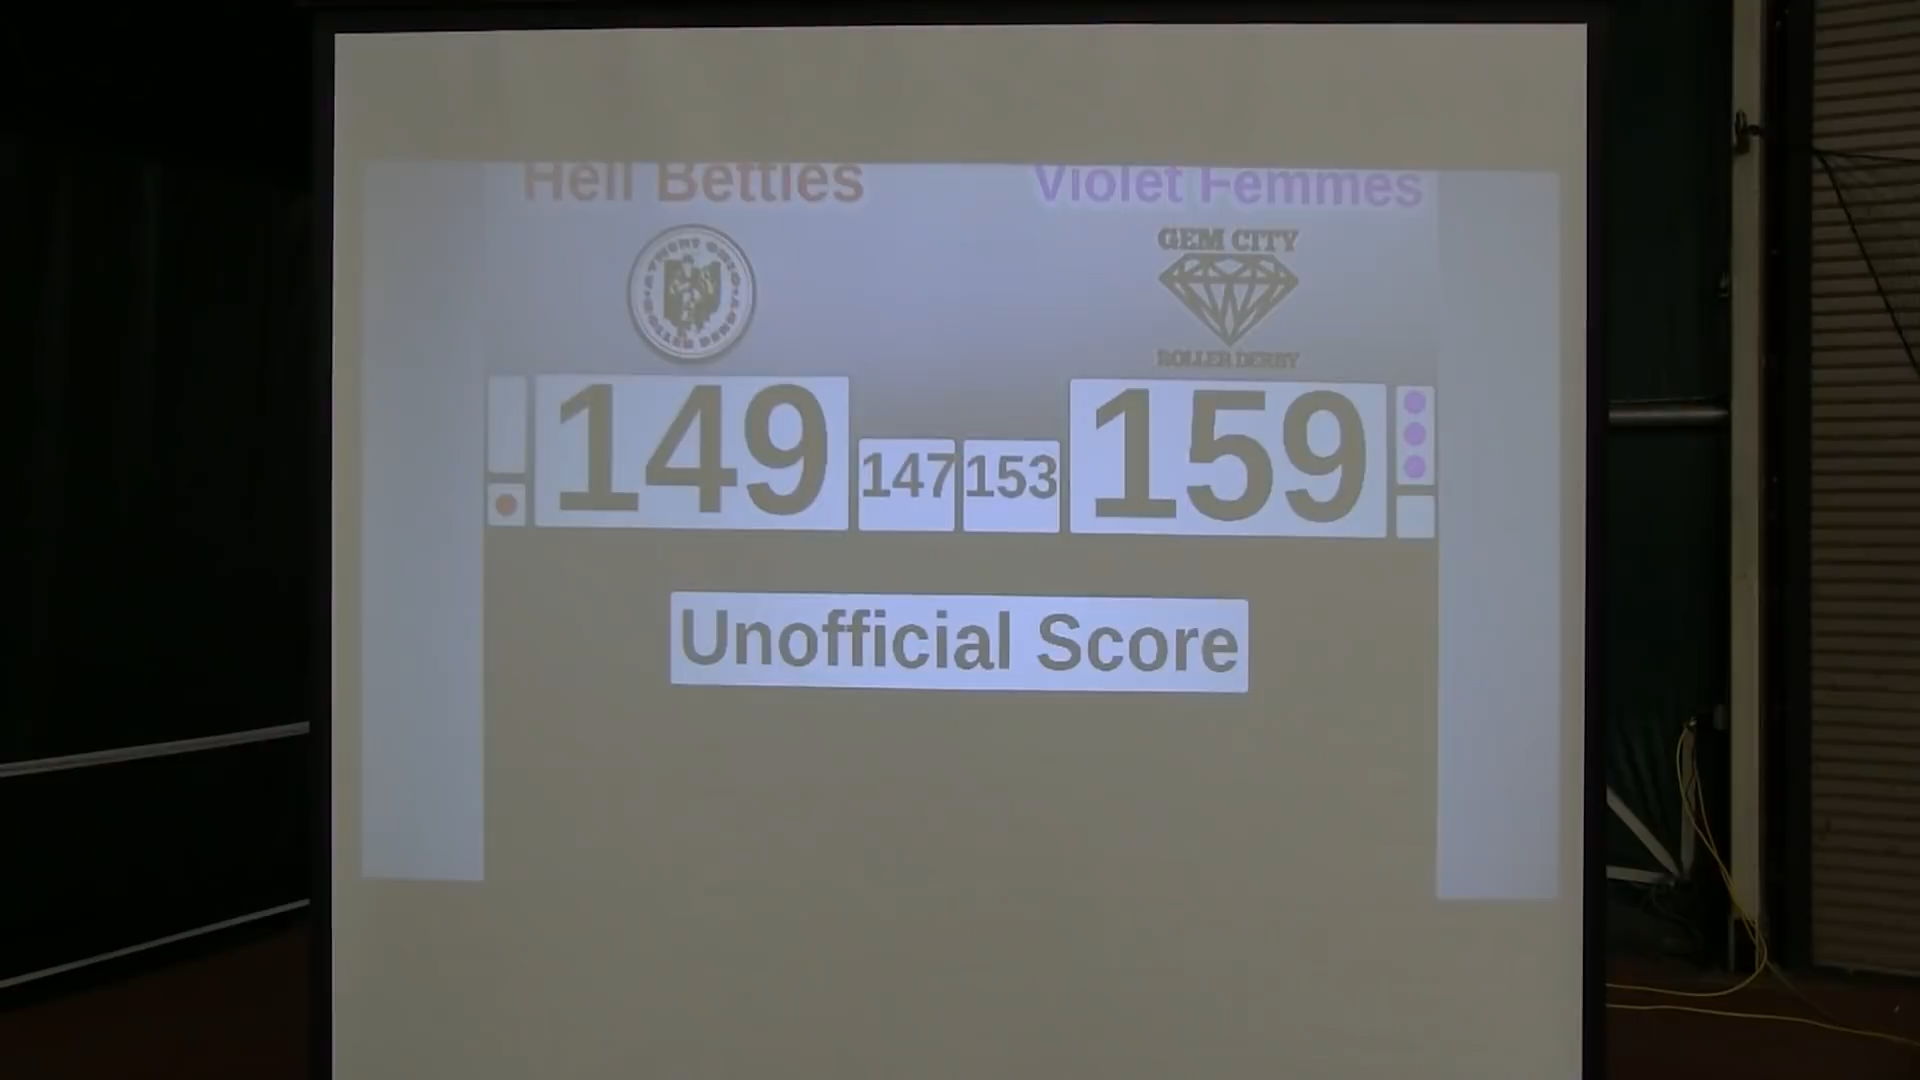 Hell Betties
Violet Femmes
GEM CITY
ROLLER DERBY
149
147
153
159
Unofficial Score